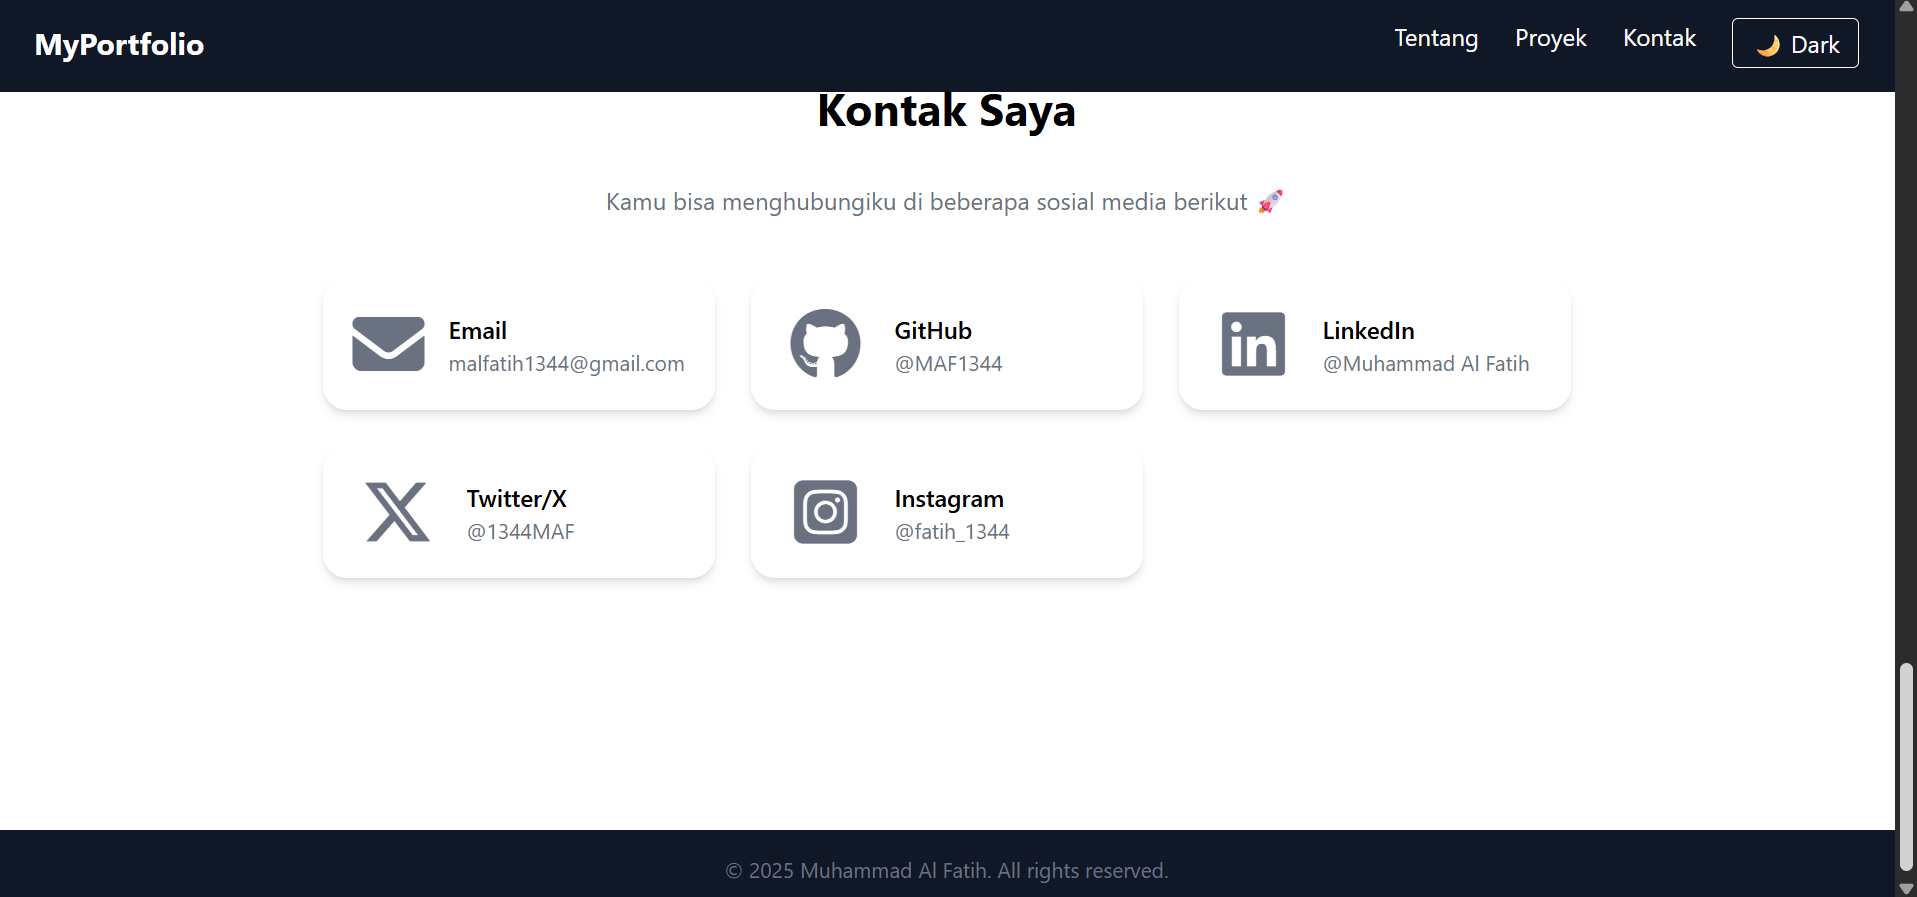 MyPortfolio
Tentang
Proyek
Kontak
🌙 Dark
Kontak Saya
Kamu bisa menghubungiku di beberapa sosial media berikut 🚀
Email
malfatih1344@gmail.com
GitHub
@MAF1344
LinkedIn
@Muhammad Al Fatih
Twitter/X
@1344MAF
Instagram
@fatih_1344
© 2025 Muhammad Al Fatih. All rights reserved.